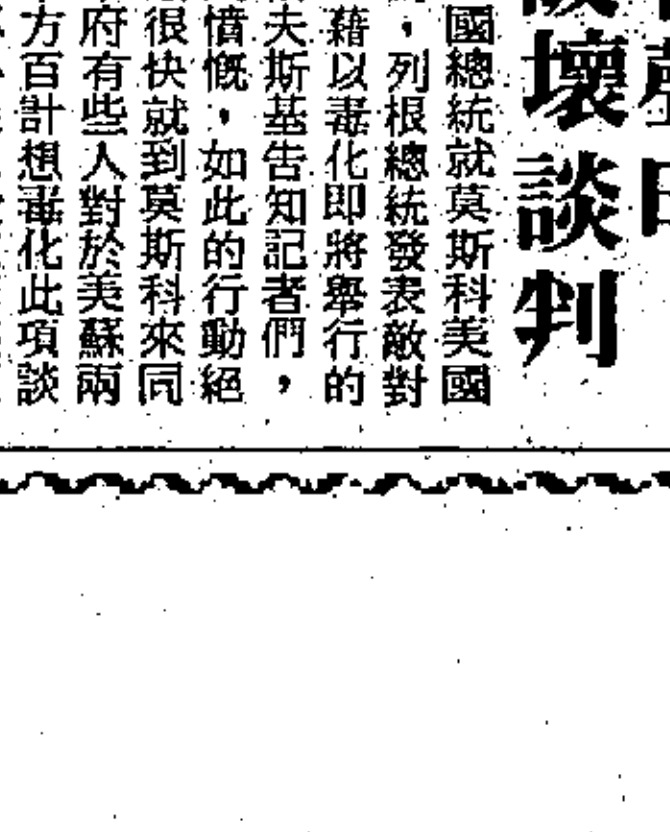 壞談判
國總統就莫斯科美國
，列根總統發表敵對
藉以毒化即將舉行的
夫斯基告知記者們，
憤慨，如此的行動絕
很快就到莫斯科來同
府有些人對於美蘇兩
方百計想毒化此項談